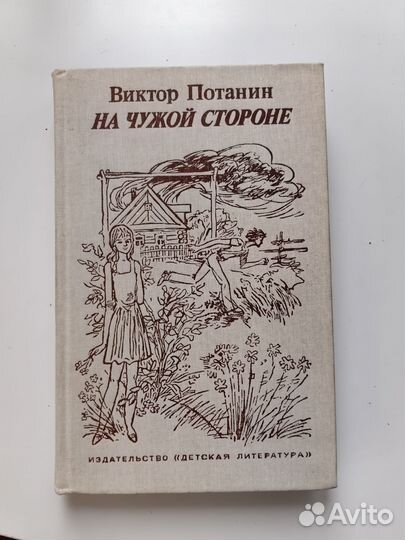 Виктор Потанин
НА ЧУЖОЙ СТОРОНЕ
ИЗДАТЕЛЬСТВО «ДЕТСКАЯ ЛИТЕРАТУРА»
Avito